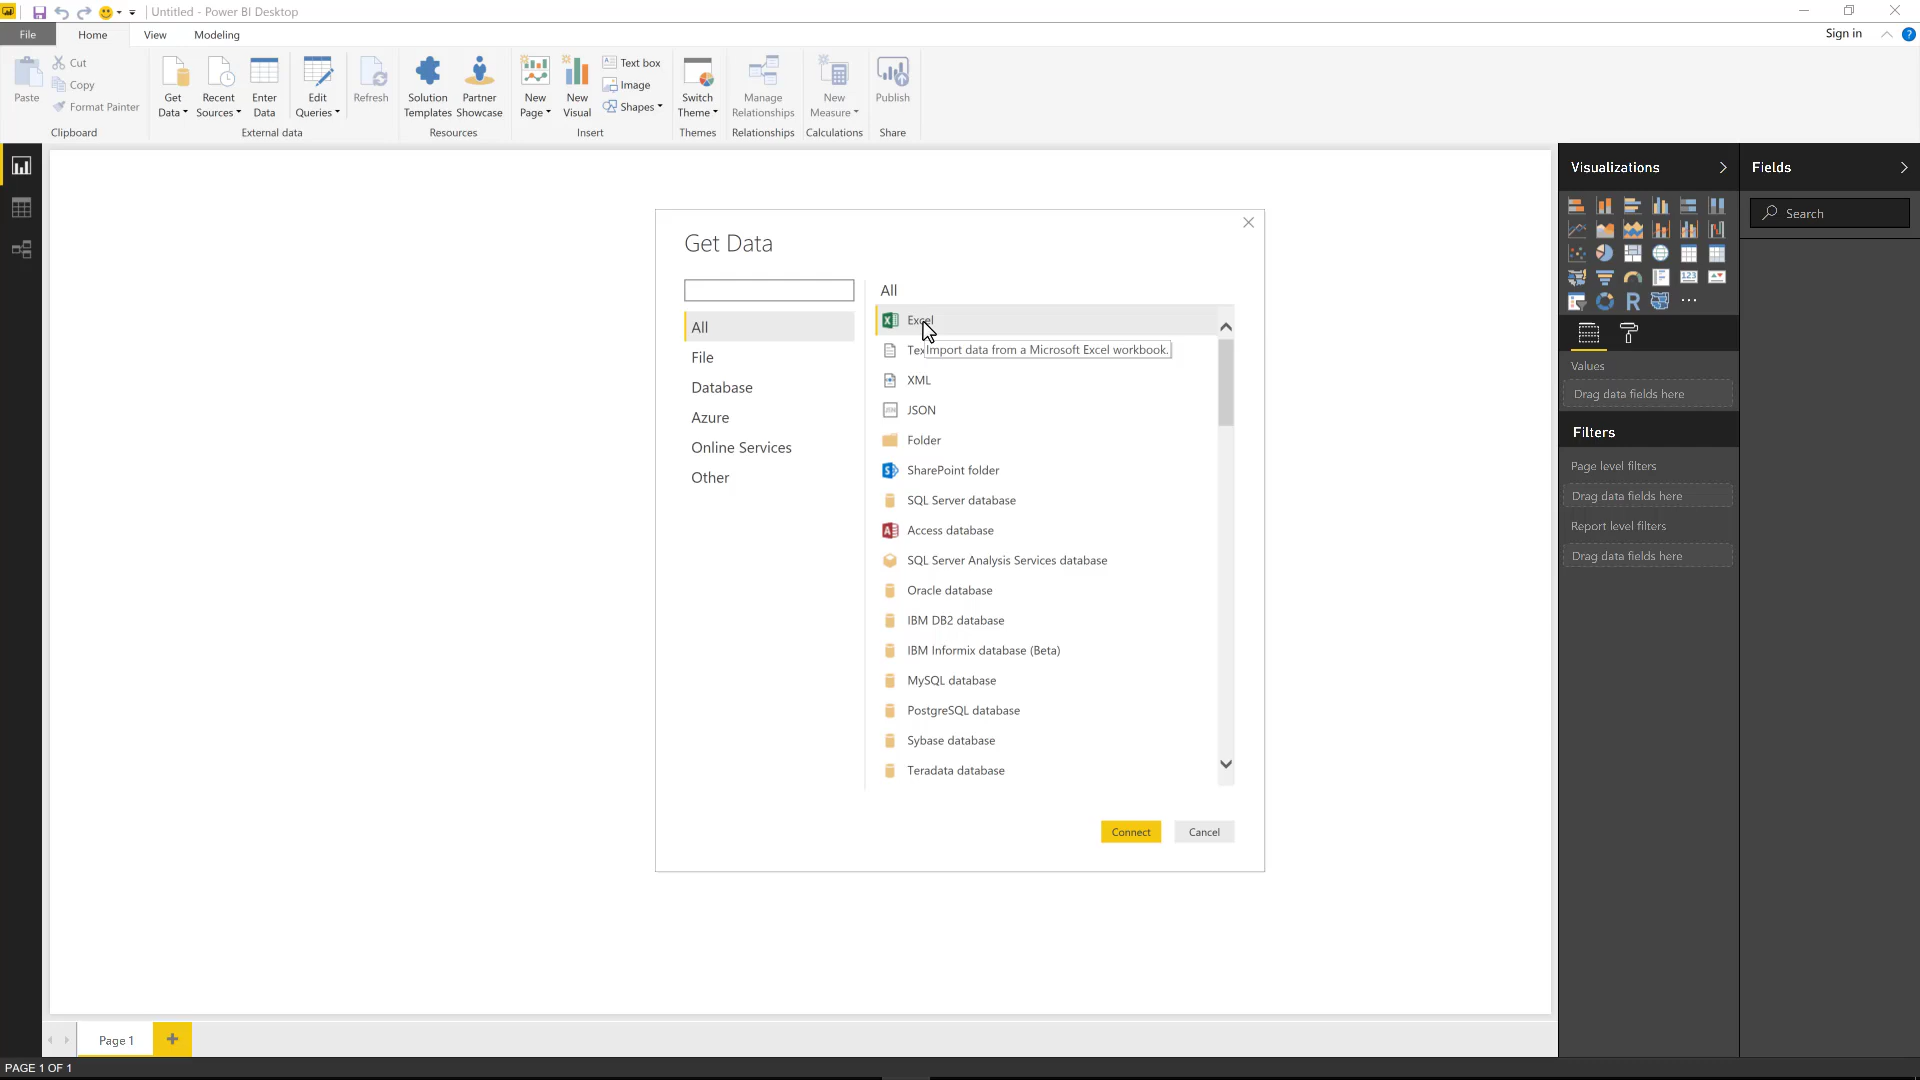 Untitled - Power BI Desktop
File
Home
View
Modeling
Sign in
?
Paste
Cut
Copy
Format Painter
Clipboard
Get
Data
Recent
Sources
Enter
Data
Edit
Queries
Refresh
External data
Solution
Templates
Partner
Showcase
Resources
New
Page
New
Visual
Text box
Image
Shapes
Insert
Switch
Theme
Themes
Manage
Relationships
Relationships
New
Measure
Calculations
Publish
Share
Get Data
All
File
Database
Azure
Online Services
Other
All
Excel
Tex
Import data from a Microsoft Excel workbook.
XML
JSON
Folder
SharePoint folder
SQL Server database
Access database
SQL Server Analysis Services database
Oracle database
IBM DB2 database
IBM Informix database (Beta)
MySQL database
PostgreSQL database
Sybase database
Teradata database
Connect
Cancel
Visualizations
Values
Drag data fields here
Filters
Page level filters
Drag data fields here
Report level filters
Drag data fields here
Fields
Search
Page 1
PAGE 1 OF 1